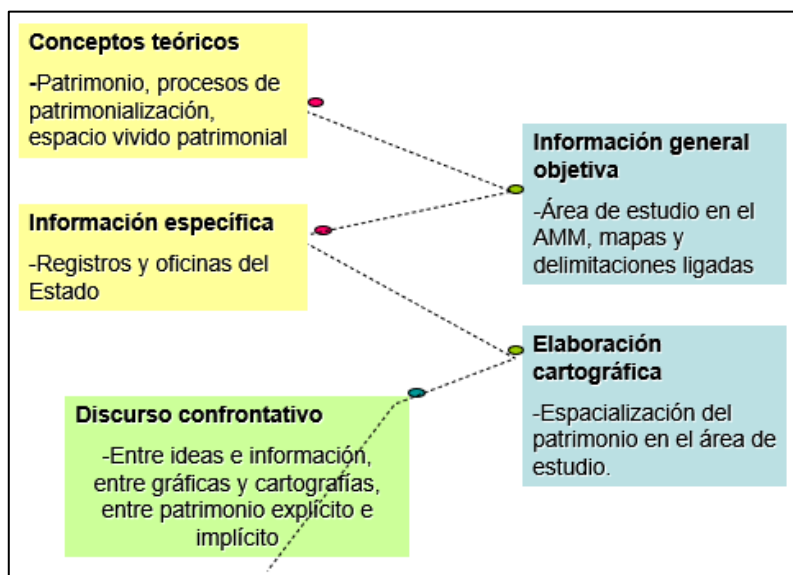 Conceptos teóricos
-Patrimonio, procesos de
patrimonialización,
espacio vivido patrimonial
Información general
objetiva
-Área de estudio en el
AMM, mapas y
delimitaciones ligadas
Información específica
-Registros y oficinas del
Estado
Elaboración
cartográfica
-Espacialización del
patrimonio en el área de
estudio.
Discurso confrontativo
-Entre ideas e información,
entre gráficas y cartografías,
entre patrimonio explícito e
implícito